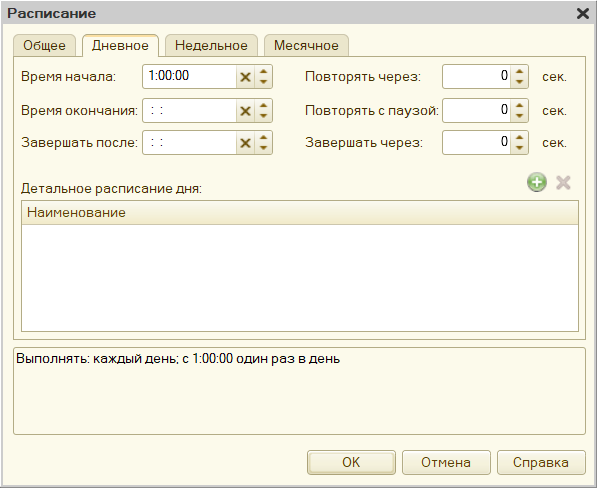 Расписание
Общее Дневное Недельное Месячное
Время начала: 1:00:00 Повторять через: 0 сек.
Время окончания: : : Повторять с паузой: 0 сек.
Завершать после: : : Завершать через: 0 сек.
Детальное расписание дня:
Наименование
Выполнять: каждый день; с 1:00:00 один раз в день
OK Отмена Справка